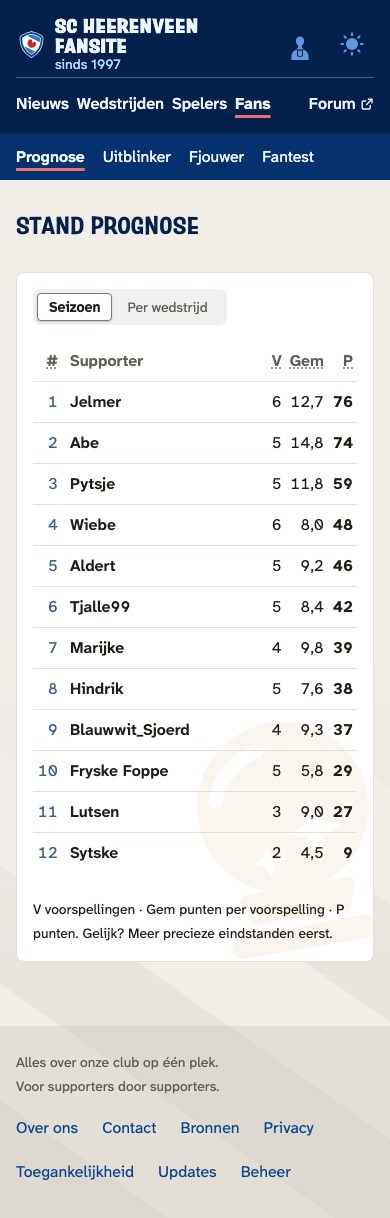 SC HEERENVEEN
FANSITE
sinds 1997
Nieuws Wedstrijden Spelers Fans Forum
Prognose Uitblinker Fjouwer Fantest
STAND PROGNOSE
Seizoen Per wedstrijd
# Supporter V Gem P
1 Jelmer 6 12,7 76
2 Abe 5 14,8 74
3 Pytsje 5 11,8 59
4 Wiebe 6 8,0 48
5 Aldert 5 9,2 46
6 Tjalle99 5 8,4 42
7 Marijke 4 9,8 39
8 Hindrik 5 7,6 38
9 Blauwwit_Sjoerd 4 9,3 37
10 Fryske Foppe 5 5,8 29
11 Lutsen 3 9,0 27
12 Sytske 2 4,5 9
V voorspellingen · Gem punten per voorspelling · P
punten. Gelijk? Meer precieze eindstanden eerst.
Alles over onze club op één plek.
Voor supporters door supporters.
Over ons Contact Bronnen Privacy
Toegankelijkheid Updates Beheer